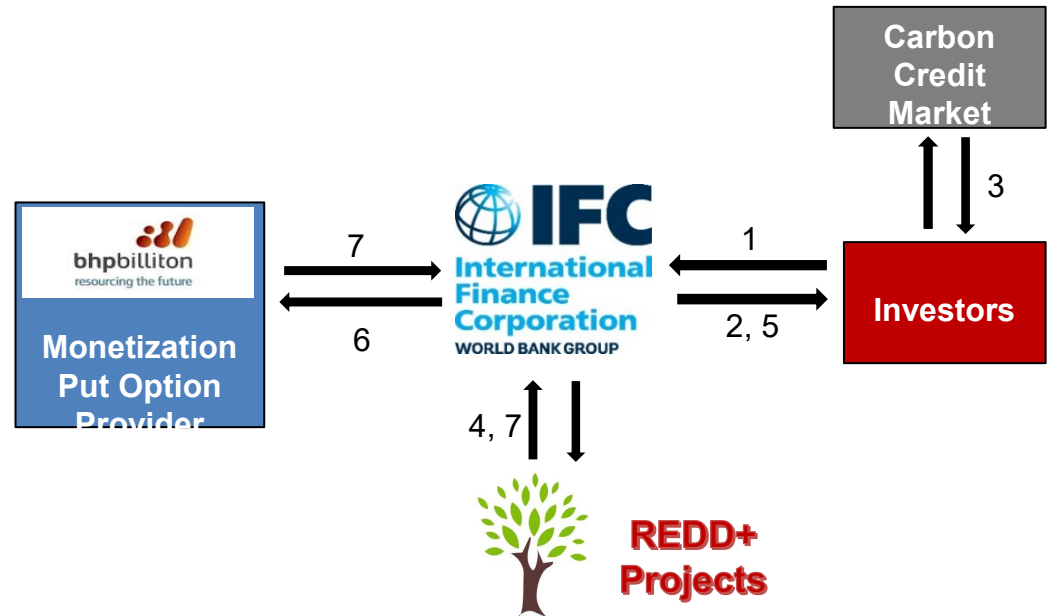 Carbon
Credit
Market
3
bhpbilliton
resourcing the future
Monetization
Put Option
Provider
7
6
IFC
International
Finance
Corporation
WORLD BANK GROUP
1
2, 5
Investors
4, 7
REDD+
Projects